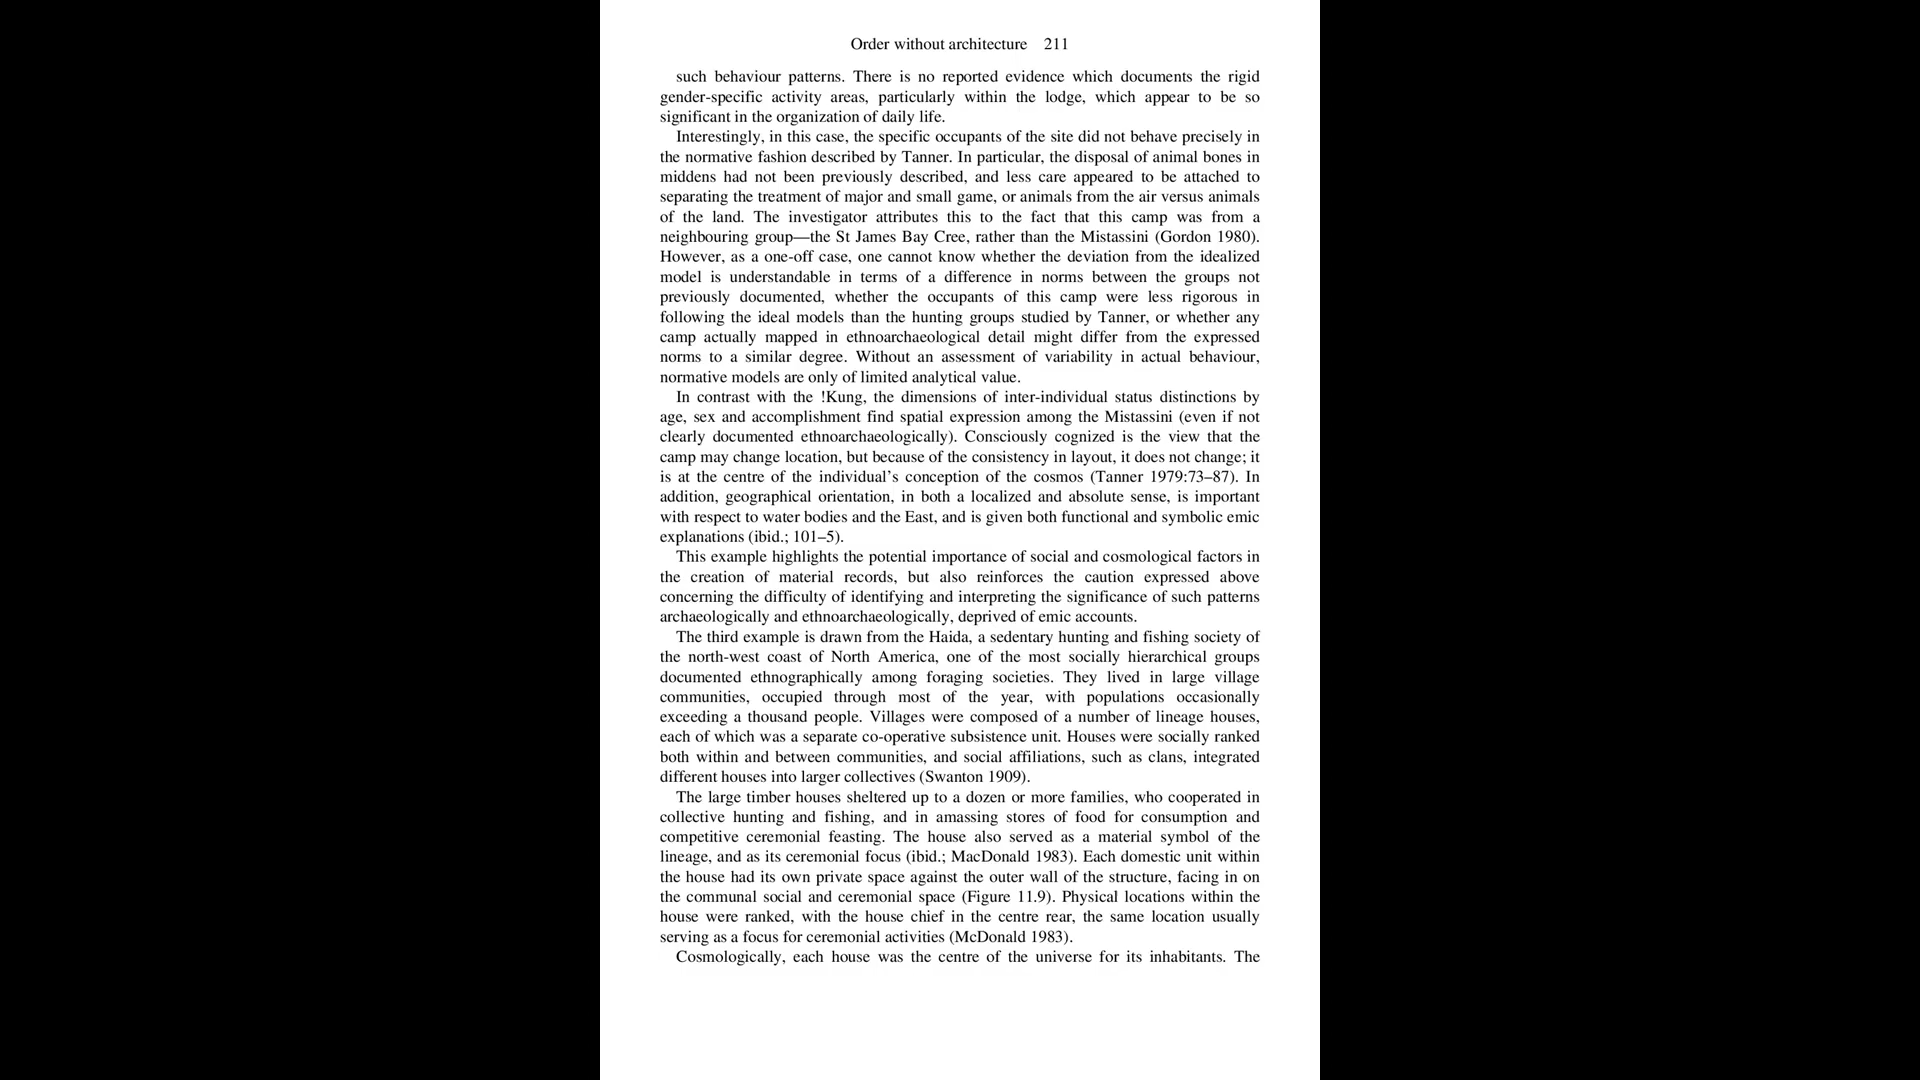 Order without architecture 211
such behaviour patterns. There is no reported evidence which documents the rigid
gender-specific activity areas, particularly within the lodge, which appear to be so
significant in the organization of daily life.
Interestingly, in this case, the specific occupants of the site did not behave precisely in
the normative fashion described by Tanner. In particular, the disposal of animal bones in
middens had not been previously described, and less care appeared to be attached to
separating the treatment of major and small game, or animals from the air versus animals
of the land. The investigator attributes this to the fact that this camp was from a
neighbouring group—the St James Bay Cree, rather than the Mistassini (Gordon 1980).
However, as a one-off case, one cannot know whether the deviation from the idealized
model is understandable in terms of a difference in norms between the groups not
previously documented, whether the occupants of this camp were less rigorous in
following the ideal models than the hunting groups studied by Tanner, or whether any
camp actually mapped in ethnoarchaeological detail might differ from the expressed
norms to a similar degree. Without an assessment of variability in actual behaviour,
normative models are only of limited analytical value.
In contrast with the !Kung, the dimensions of inter-individual status distinctions by
age, sex and accomplishment find spatial expression among the Mistassini (even if not
clearly documented ethnoarchaeologically). Consciously cognized is the view that the
camp may change location, but because of the consistency in layout, it does not change; it
is at the centre of the individual's conception of the cosmos (Tanner 1979:73–87). In
addition, geographical orientation, in both a localized and absolute sense, is important
with respect to water bodies and the East, and is given both functional and symbolic emic
explanations (ibid.; 101–5).
This example highlights the potential importance of social and cosmological factors in
the creation of material records, but also reinforces the caution expressed above
concerning the difficulty of identifying and interpreting the significance of such patterns
archaeologically and ethnoarchaeologically, deprived of emic accounts.
The third example is drawn from the Haida, a sedentary hunting and fishing society of
the north-west coast of North America, one of the most socially hierarchical groups
documented ethnographically among foraging societies. They lived in large village
communities, occupied through most of the year, with populations occasionally
exceeding a thousand people. Villages were composed of a number of lineage houses,
each of which was a separate co-operative subsistence unit. Houses were socially ranked
both within and between communities, and social affiliations, such as clans, integrated
different houses into larger collectives (Swanton 1909).
The large timber houses sheltered up to a dozen or more families, who cooperated in
collective hunting and fishing, and in amassing stores of food for consumption and
competitive ceremonial feasting. The house also served as a material symbol of the
lineage, and as its ceremonial focus (ibid.; MacDonald 1983). Each domestic unit within
the house had its own private space against the outer wall of the structure, facing in on
the communal social and ceremonial space (Figure 11.9). Physical locations within the
house were ranked, with the house chief in the centre rear, the same location usually
serving as a focus for ceremonial activities (McDonald 1983).
Cosmologically, each house was the centre of the universe for its inhabitants. The